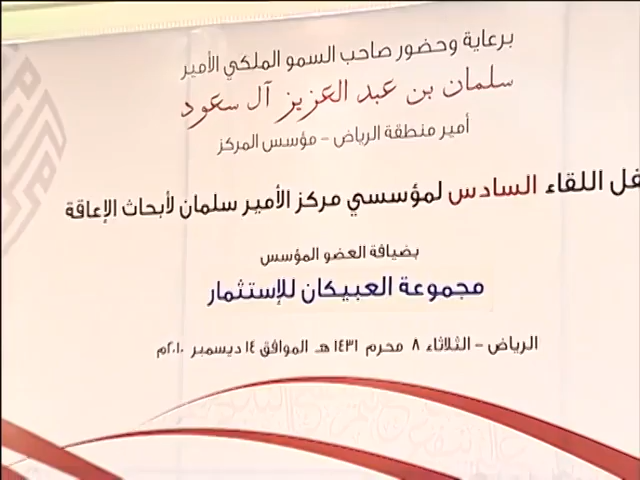 برعاية وحضور صاحب السمو الملكي الأمير
سلمان بن عبد العزيز آل سعود
أمير منطقة الرياض - مؤسس المركز
فل اللقاء السادس لمؤسسي مركز الأمير سلمان لأبحاث الإعاقة
بضيافة العضو المؤسس
مجموعة العبيكان للإستثمار
الرياض - الثلاثاء ٨ محرم ١٤٣١ هـ الموافق ١٤ ديسمبر ٢٠١٠م